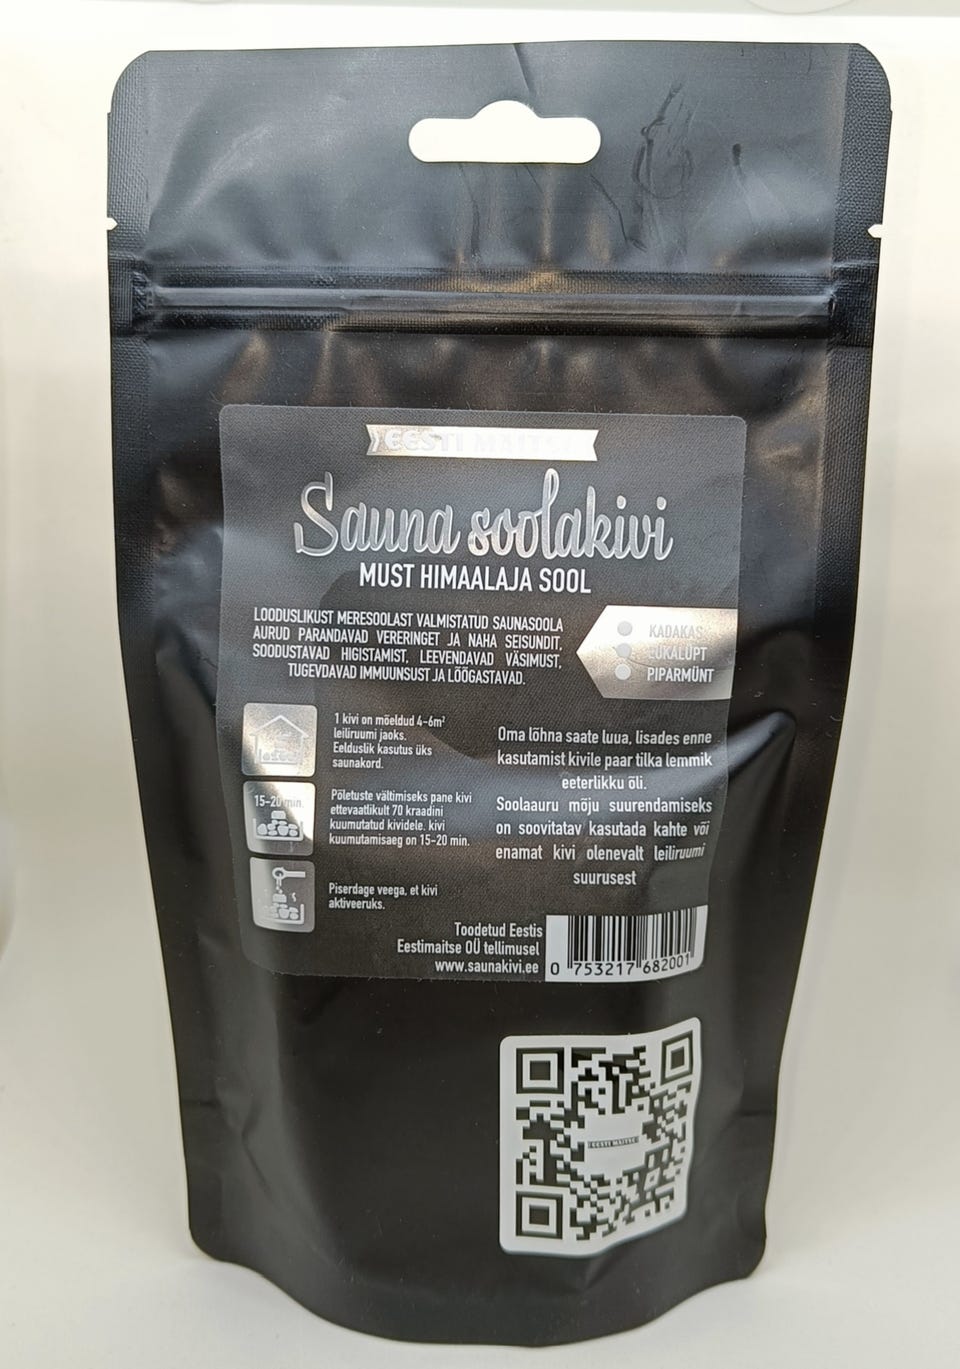 EESTI MAITSE
Sauna soolakivi
MUST HIMAALAJA SOOL
LOODUSLIKUST MERESOOLAST VALMISTATUD SAUNASOOLA
AURUD PARANDAVAD VERERINGET JA NAHA SEISUNDIT,
SOODUSTAVAD HIGISTAMIST, LEEVENDAVAD VÄSIMUST,
TUGEVDAVAD IMMUUNSUST JA LÕÕGASTAVAD.
KADAKAS
EUKALÜPT
PIPARMÜNT
1 kivi on mõeldud 4-6m²
leiliruumi jaoks.
Eelduslik kasutus üks
saunakord.
15-20 min.
Põletuste vältimiseks pane kivi
ettevaatlikult 70 kraadini
kuumutatud kividele. kivi
kuumutamisaeg on 15-20 min.
Piserdage veega, et kivi
aktiveeruks.
Oma lõhna saate luua, lisades enne
kasutamist kivile paar tilka lemmik
eeterlikku õli.
Soolaauru mõju suurendamiseks
on soovitatav kasutada kahte või
enamat kivi olenevalt leiliruumi
suurusest
Toodetud Eestis
Eestimaitse OÜ tellimusel
www.saunakivi.ee
0 753217 682001
EESTI MAITSE